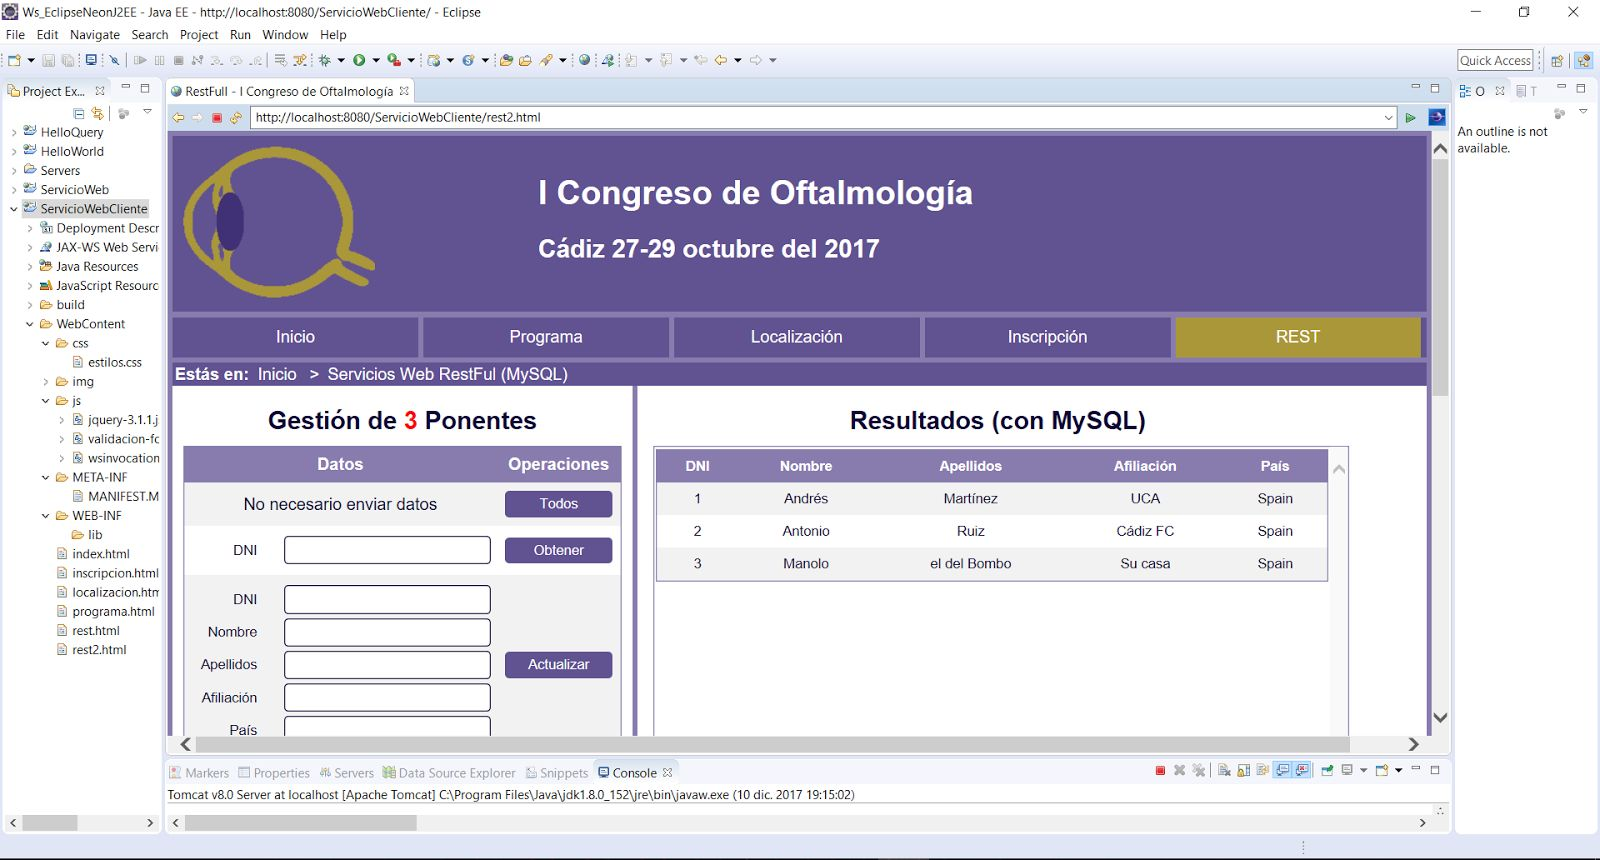 Ws_EclipseNeonJ2EE - Java EE - http://localhost:8080/ServicioWebCliente/ - Eclipse
File Edit Navigate Search Project Run Window Help
Quick Access
Project Ex...
HelloQuery
HelloWorld
Servers
ServicioWeb
ServicioWebCliente
Deployment Descr
JAX-WS Web Servi
Java Resources
JavaScript Resourc
build
WebContent
css
estilos.css
img
js
jquery-3.1.1.j
validacion-fo
wsinvocation
META-INF
MANIFEST.M
WEB-INF
lib
index.html
inscripcion.html
localizacion.htm
programa.html
rest.html
rest2.html
RestFull - I Congreso de Oftalmología
http://localhost:8080/ServicioWebCliente/rest2.html
I Congreso de Oftalmología
Cádiz 27-29 octubre del 2017
Inicio Programa Localización Inscripción REST
Estás en: Inicio > Servicios Web RestFul (MySQL)
Gestión de 3 Ponentes
Datos Operaciones
No necesario enviar datos Todos
DNI Obtener
DNI
Nombre
Apellidos Actualizar
Afiliación
País
Resultados (con MySQL)
DNI Nombre Apellidos Afiliación País
1 Andrés Martínez UCA Spain
2 Antonio Ruiz Cádiz FC Spain
3 Manolo el del Bombo Su casa Spain
O T
An outline is not
available.
Markers Properties Servers Data Source Explorer Snippets Console
Tomcat v8.0 Server at localhost [Apache Tomcat] C:\Program Files\Java\jdk1.8.0_152\jre\bin\javaw.exe (10 dic. 2017 19:15:02)